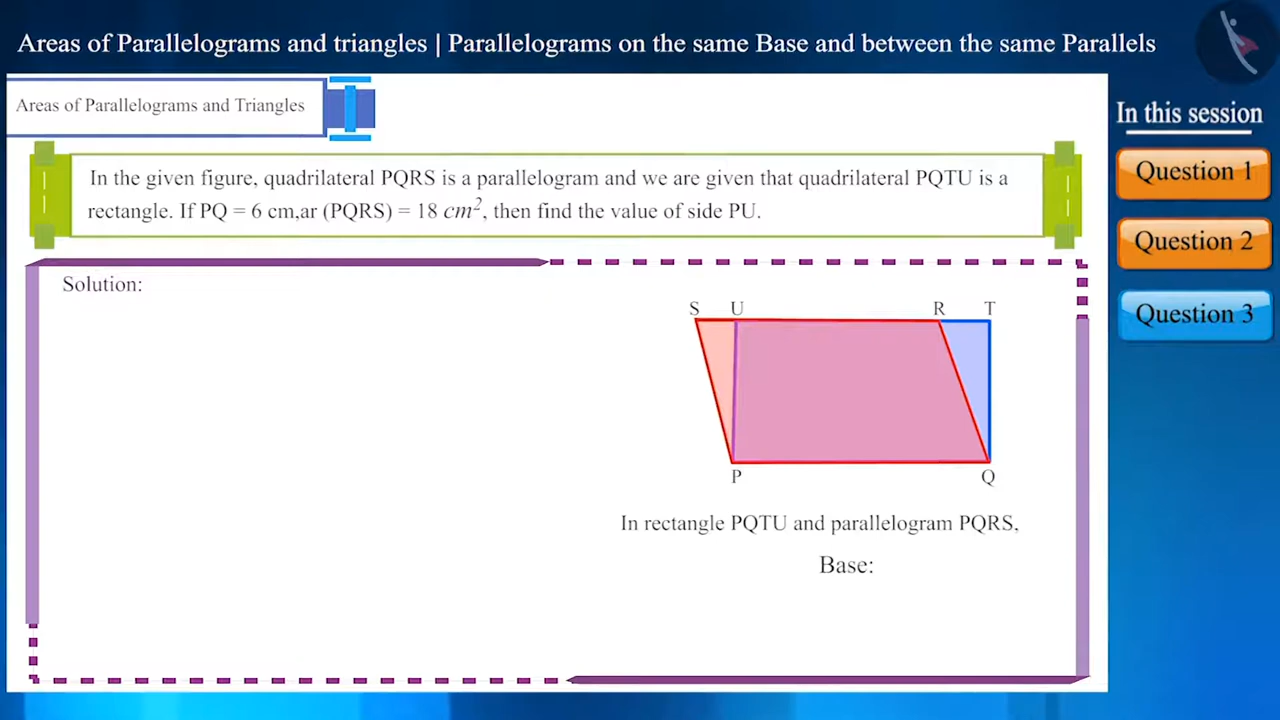 Areas of Parallelograms and triangles | Parallelograms on the same Base and between the same Parallels
Areas of Parallelograms and Triangles
In this session
Question 1
Question 2
Question 3
In the given figure, quadrilateral PQRS is a parallelogram and we are given that quadrilateral PQTU is a
rectangle. If PQ = 6 cm,ar (PQRS) = 18 cm², then find the value of side PU.
Solution:
S U R T
P Q
In rectangle PQTU and parallelogram PQRS,
Base: